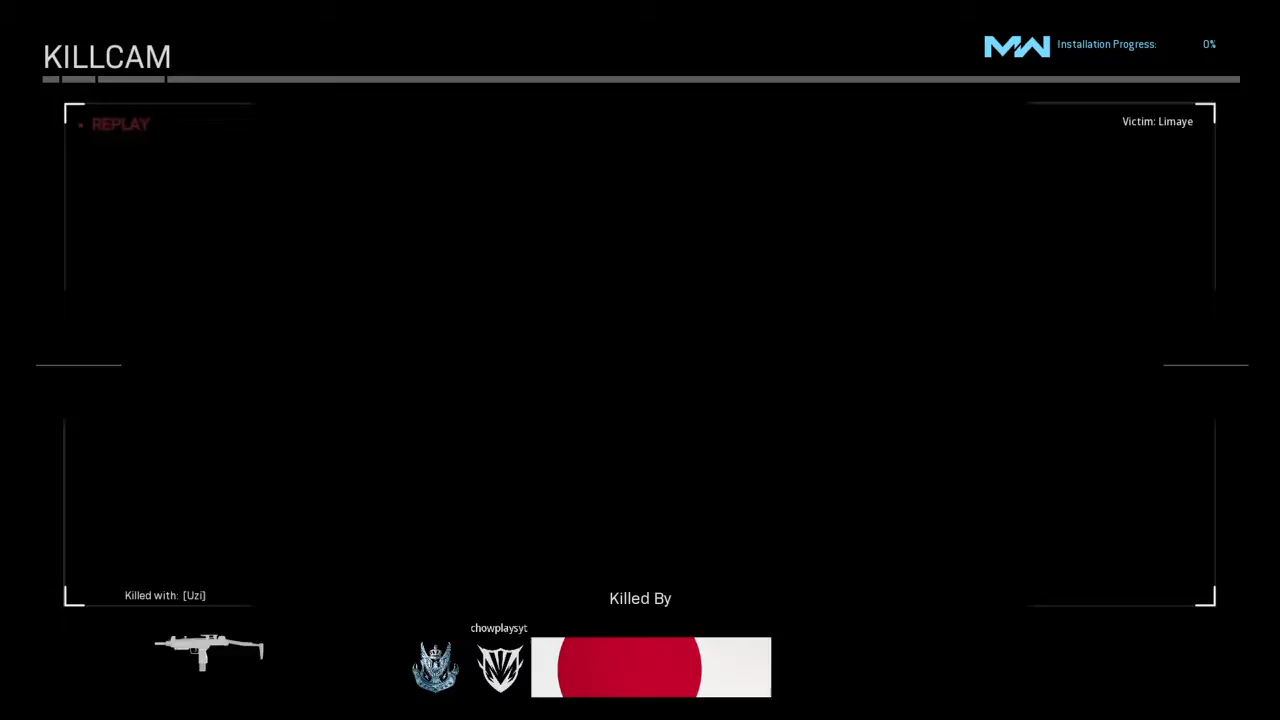 KILLCAM
MW Installation Progress: 0%
REPLAY
Victim: Limaye
Killed with: [Uzi]
Killed By
chowplaysyt